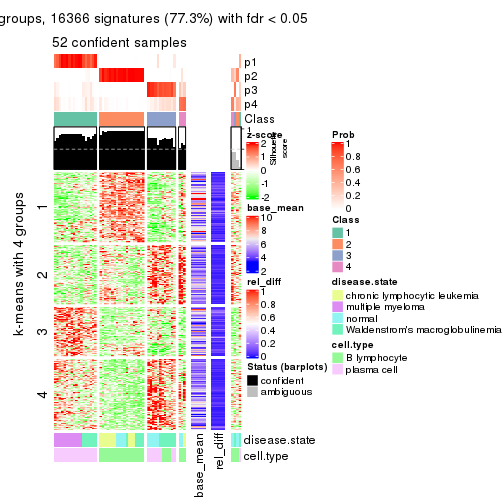 groups, 16366 signatures (77.3%) with fdr < 0.05
52 confident samples
p1
p2
p3
p4
Class
1
Silhouette
score
k-means with 4 groups
1
2
3
4
disease.state
cell.type
base_mean
rel_diff
z-score
2
1
0
-1
-2
base_mean
10
8
6
4
2
rel_diff
1
0.8
0.6
0.4
0.2
0
Status (barplots)
confident
ambiguous
Prob
1
0.8
0.6
0.4
0.2
0
Class
1
2
3
4
disease.state
chronic lymphocytic leukemia
multiple myeloma
normal
Waldenstrom's macroglobulinemia
cell.type
B lymphocyte
plasma cell